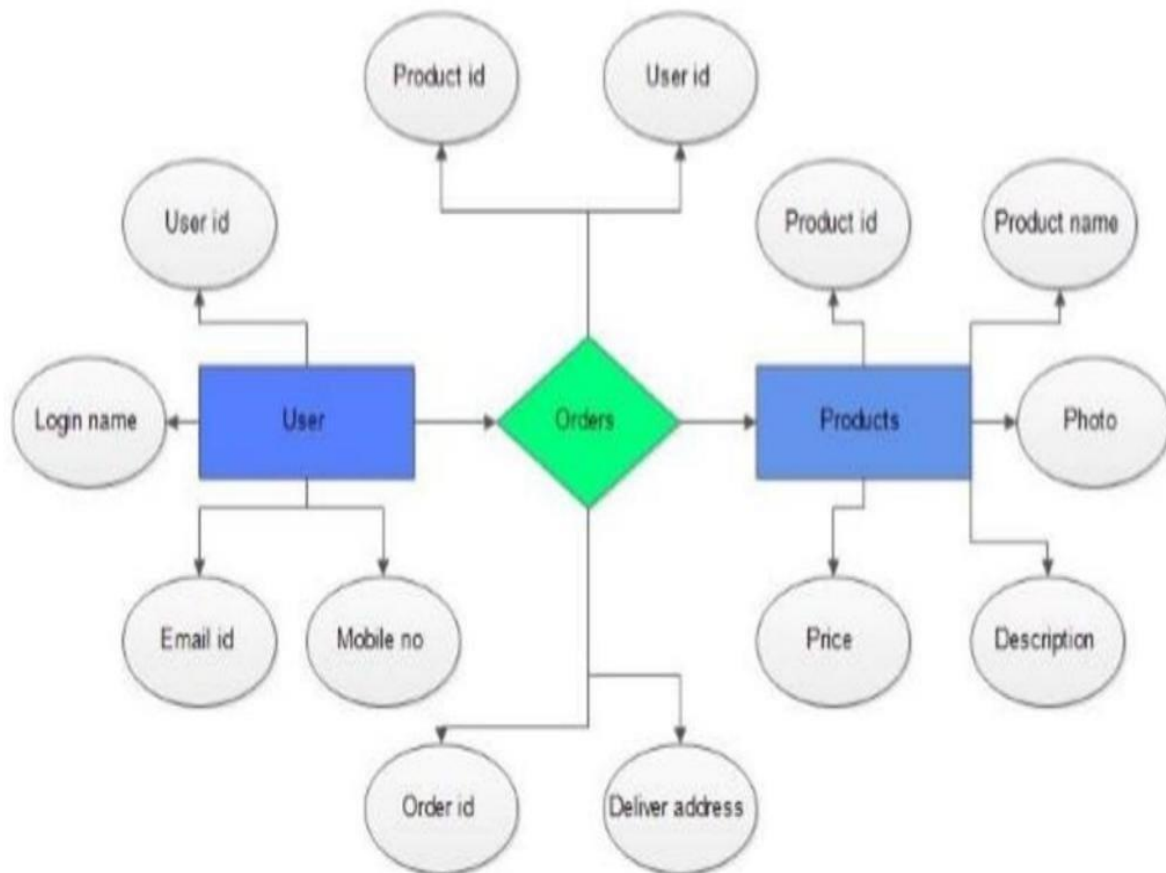 Product id
User id
User id
Product id
Product name
Login name
User
Orders
Products
Photo
Email id
Mobile no
Price
Description
Order id
Deliver address